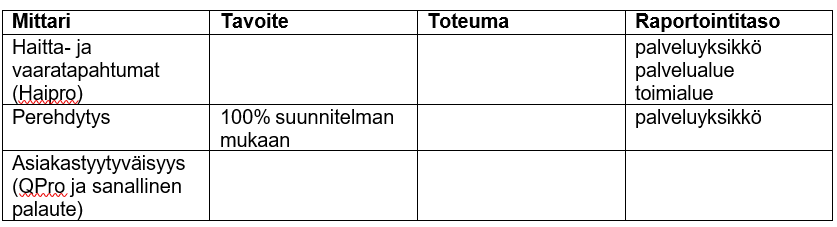 Mittari Tavoite Toteuma Raportointitaso
Haitta- ja
vaaratapahtumat
(Haipro)
palveluyksikkö
palvelualue
toimialue
Perehdytys
100% suunnitelman
mukaan
palveluyksikkö
Asiakastyytyväisyys
(QPro ja sanallinen
palaute)